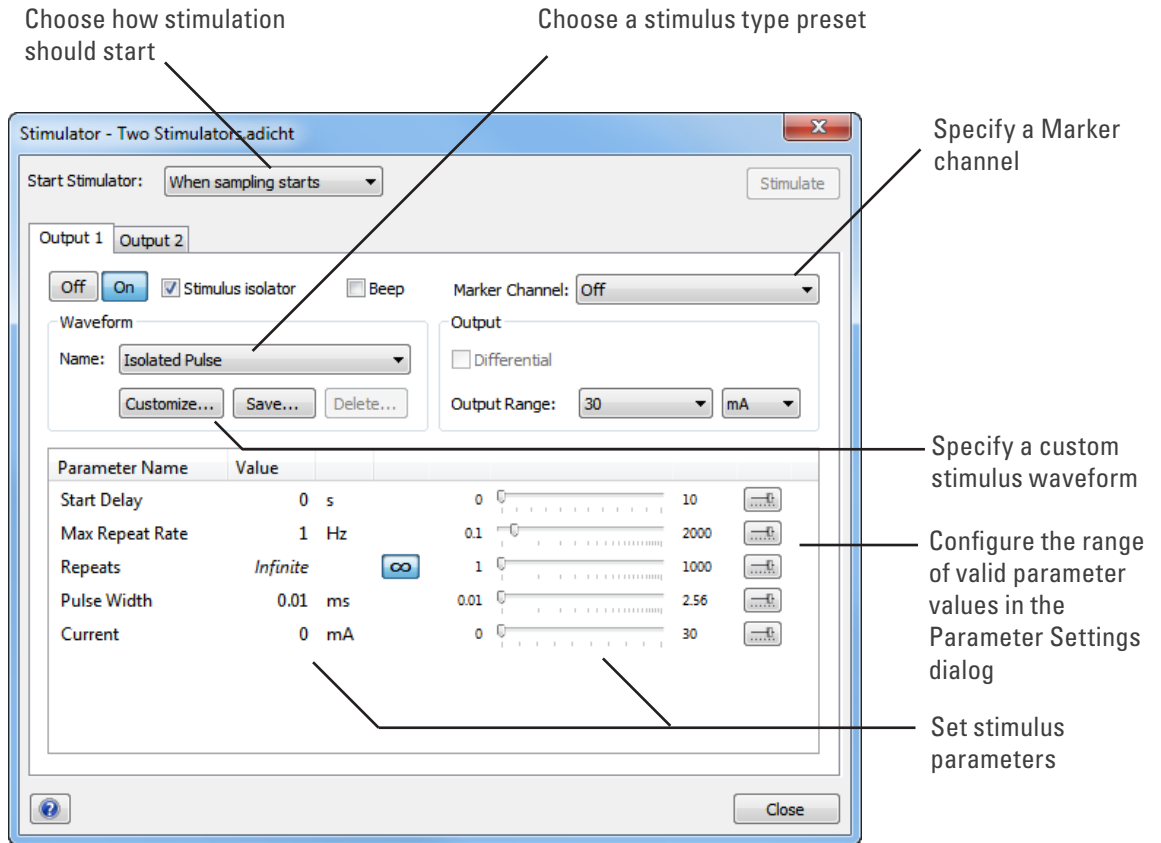 Choose how stimulation
should start
Choose a stimulus type preset
Stimulator - Two Stimulators.adicht
Specify a Marker
channel
Start Stimulator: When sampling starts Stimulate
Output 1 Output 2
Off On Stimulus isolator Beep Marker Channel: Off
Waveform
Name: Isolated Pulse
Customize... Save... Delete...
Output
Differential
Output Range: 30 mA
Specify a custom
stimulus waveform
Parameter Name Value
Start Delay 0 s 0 10
Max Repeat Rate 1 Hz 0.1 2000
Repeats Infinite ∞ 1 1000
Pulse Width 0.01 ms 0.01 2.56
Current 0 mA 0 30
Configure the range
of valid parameter
values in the
Parameter Settings
dialog
Set stimulus
parameters
? Close